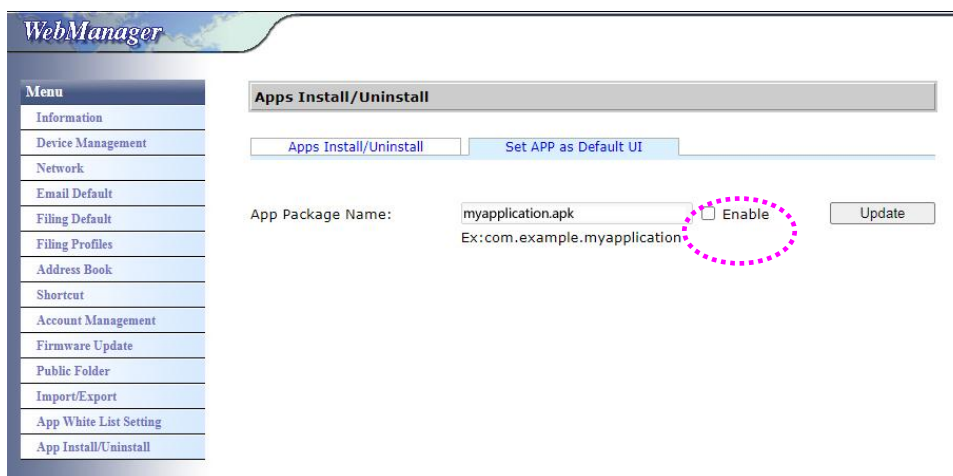 WebManager
Menu
Information
Device Management
Network
Email Default
Filing Default
Filing Profiles
Address Book
Shortcut
Account Management
Firmware Update
Public Folder
Import/Export
App White List Setting
App Install/Uninstall
Apps Install/Uninstall
Apps Install/Uninstall Set APP as Default UI
App Package Name: myapplication.apk Enable Update
Ex:com.example.myapplication